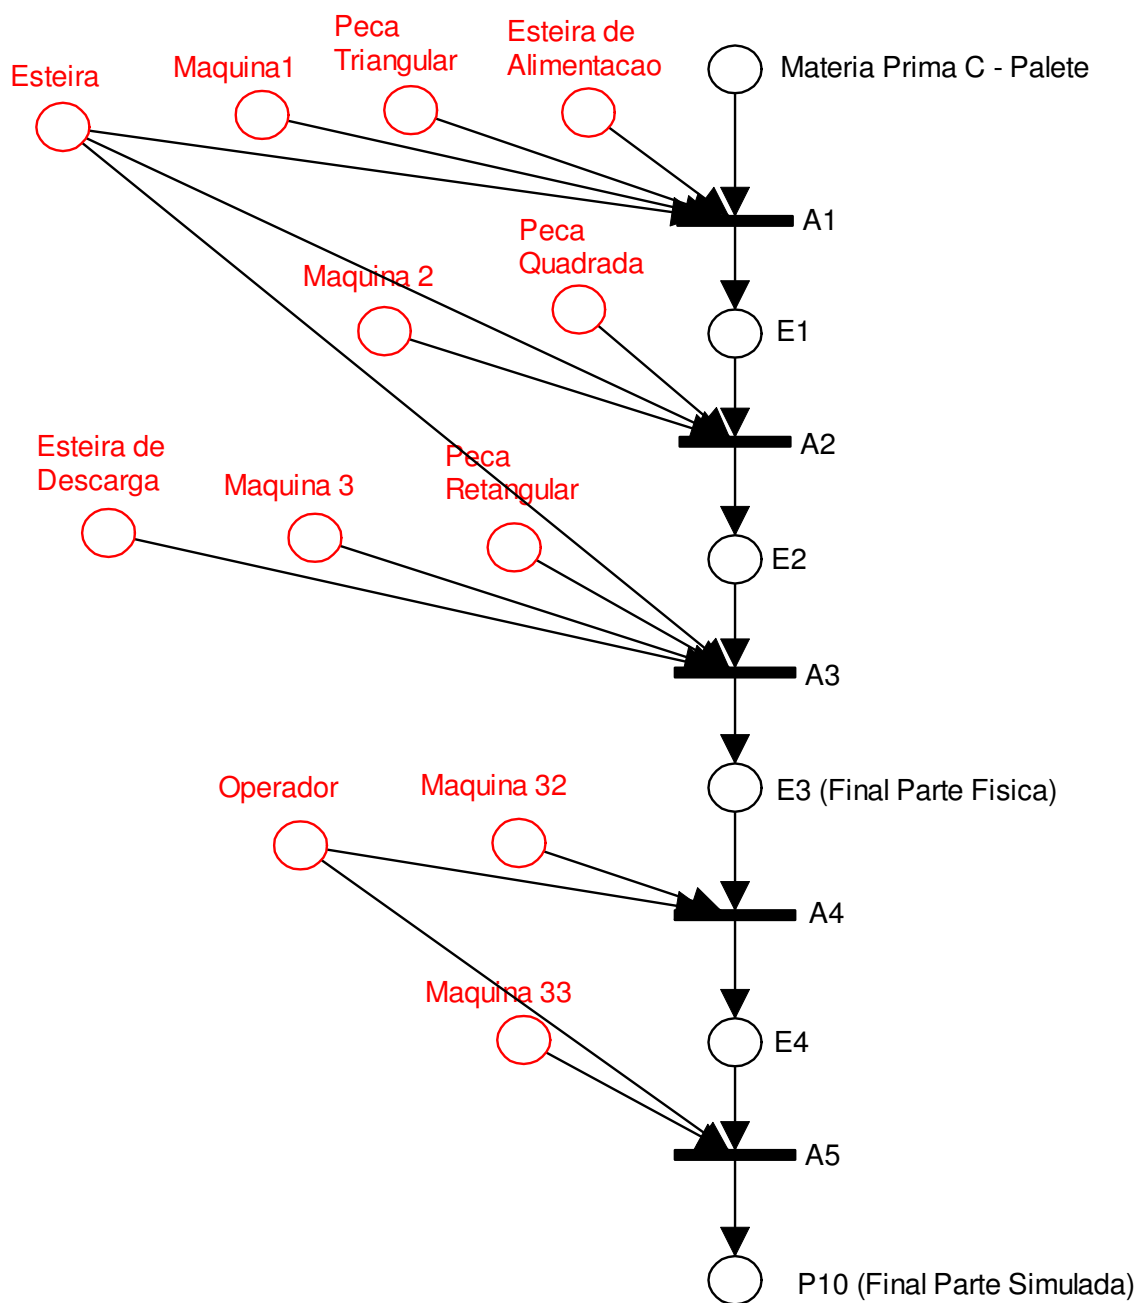 Esteira
Maquina1
Peca
Triangular
Esteira de
Alimentacao
Materia Prima C - Palete
A1
Peca
Quadrada
Maquina 2
E1
A2
Esteira de
Descarga
Maquina 3
Peca
Retangular
E2
A3
Operador
Maquina 32
E3 (Final Parte Fisica)
A4
Maquina 33
E4
A5
P10 (Final Parte Simulada)